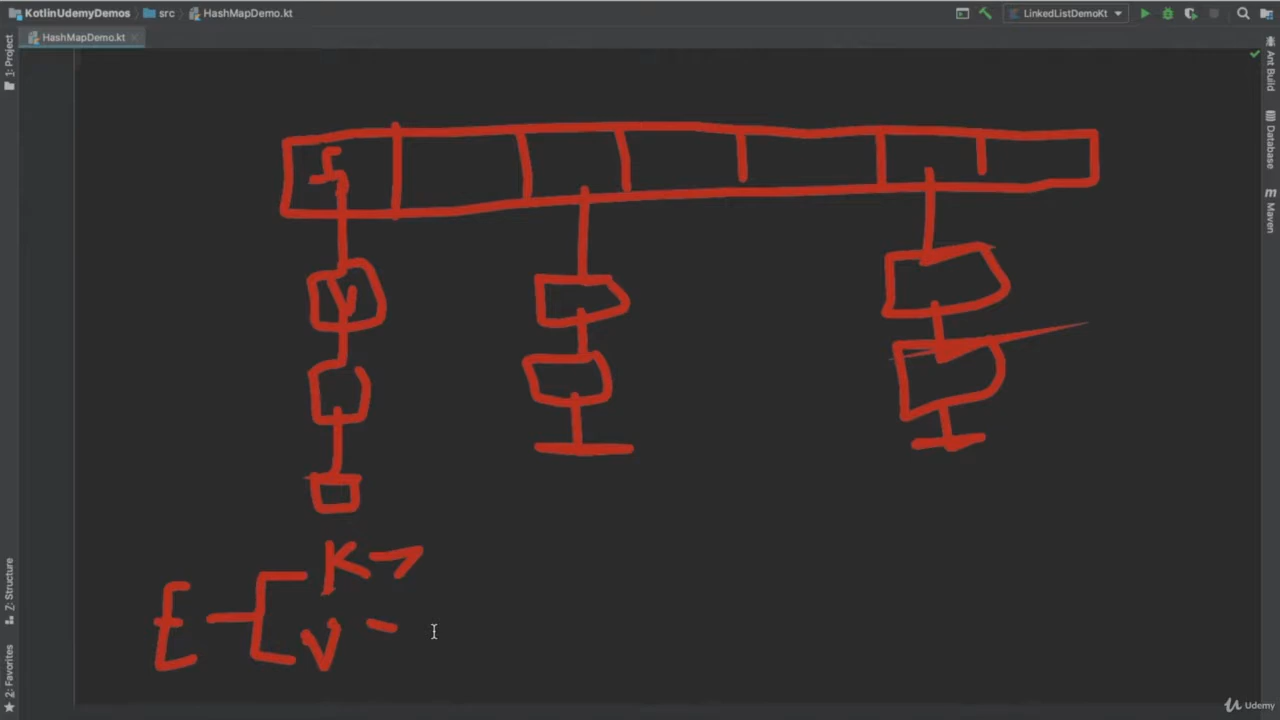 KotlinUdemyDemos src HashMapDemo.kt LinkedListDemoKt
HashMapDemo.kt
1: Project
Ant Build
Database
Maven
m
V
K
E
V
Z: Structure
2: Favorites
Udemy